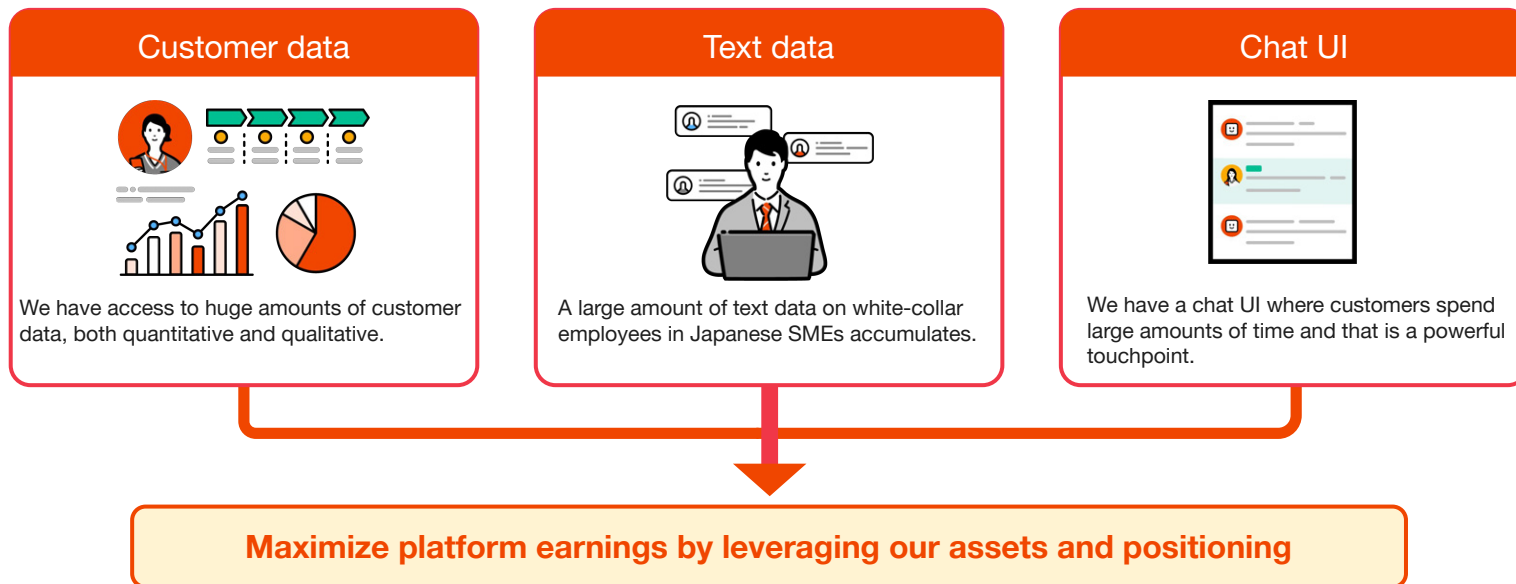 Customer data
We have access to huge amounts of customer
data, both quantitative and qualitative.
Text data
A large amount of text data on white-collar
employees in Japanese SMEs accumulates.
Chat UI
We have a chat UI where customers spend
large amounts of time and that is a powerful
touchpoint.
Maximize platform earnings by leveraging our assets and positioning